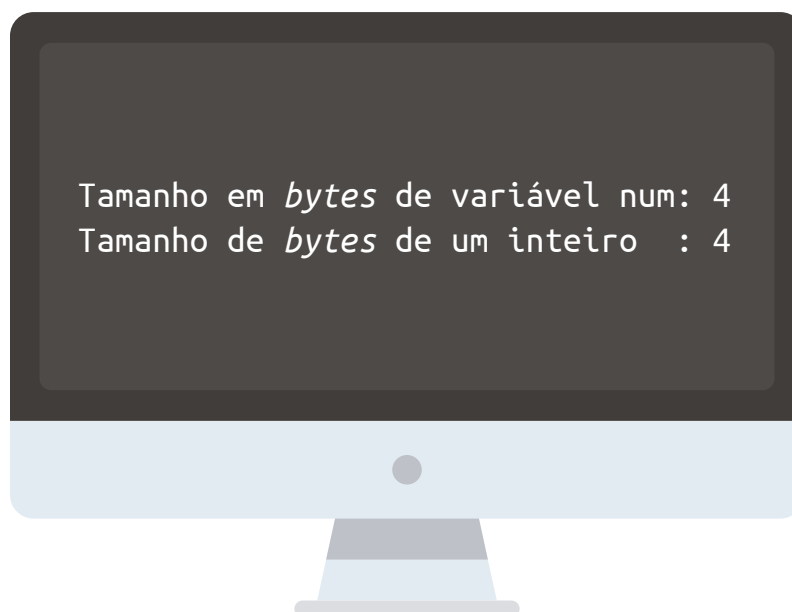 Tamanho em bytes de variável num: 4
Tamanho de bytes de um inteiro  : 4